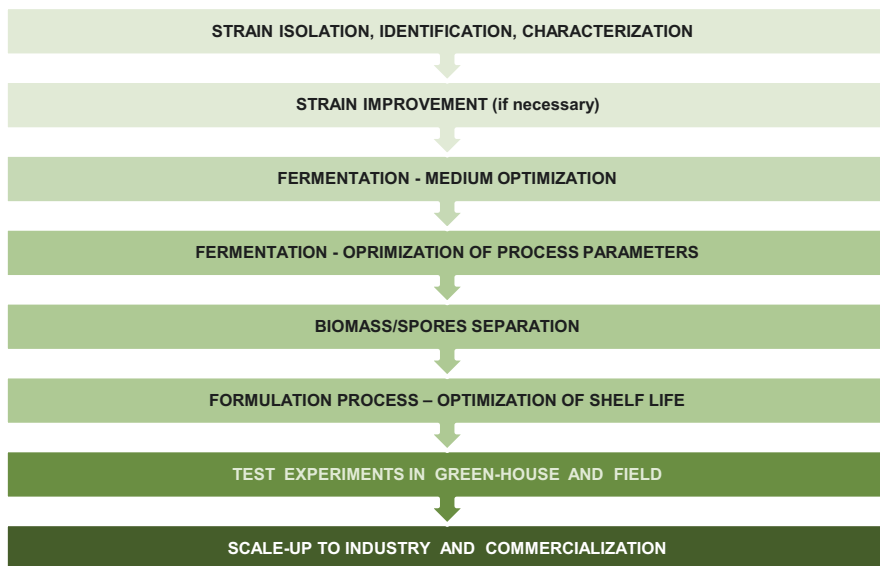 STRAIN ISOLATION, IDENTIFICATION, CHARACTERIZATION
STRAIN IMPROVEMENT (if necessary)
FERMENTATION - MEDIUM OPTIMIZATION
FERMENTATION - OPRIMIZATION OF PROCESS PARAMETERS
BIOMASS/SPORES SEPARATION
FORMULATION PROCESS – OPTIMIZATION OF SHELF LIFE
TEST EXPERIMENTS IN GREEN-HOUSE AND FIELD
SCALE-UP TO INDUSTRY AND COMMERCIALIZATION